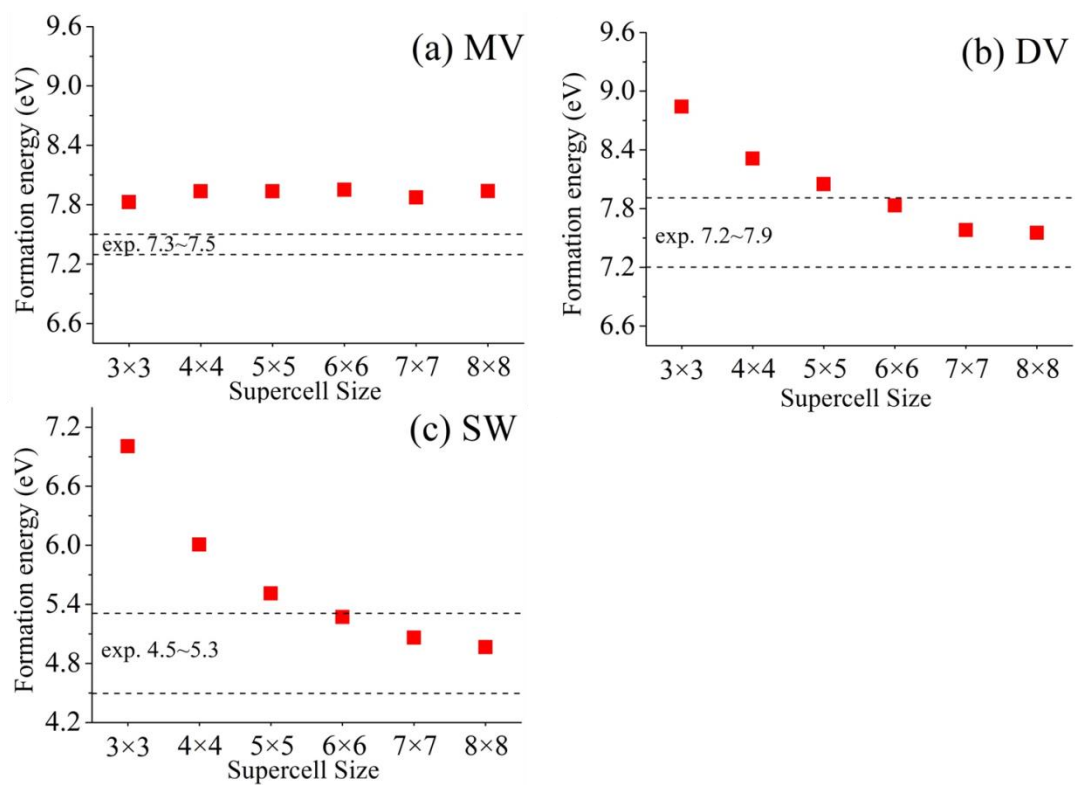 (a) MV
Formation energy (eV)
9.6
9.0
8.4
7.8
7.2
6.6
exp. 7.3~7.5
3×3 4×4 5×5 6×6 7×7 8×8
Supercell Size
(b) DV
Formation energy (eV)
9.6
9.0
8.4
7.8
7.2
6.6
exp. 7.2~7.9
3×3 4×4 5×5 6×6 7×7 8×8
Supercell Size
(c) SW
Formation energy (eV)
7.2
6.6
6.0
5.4
4.8
4.2
exp. 4.5~5.3
3×3 4×4 5×5 6×6 7×7 8×8
Supercell Size